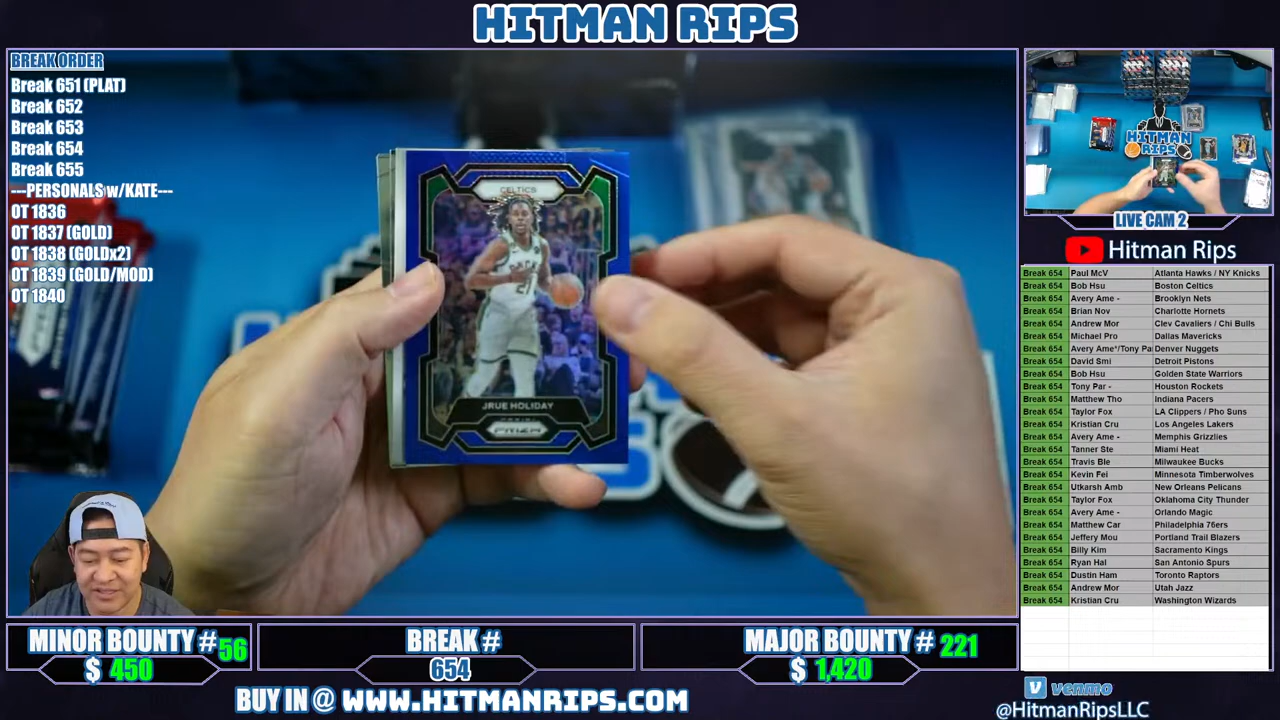 HITMAN RIPS
BREAK ORDER
Break 651 (PLAT)
Break 652
Break 653
Break 654
Break 655
---PERSONALS w/KATE---
OT 1836
OT 1837 (GOLD)
OT 1838 (GOLDx2)
OT 1839 (GOLD/MOD)
OT 1840
CELTICS
BUCKS
21
JRUE HOLIDAY
PRIZM
HITMAN
RIPS
LIVE CAM 2
Hitman Rips
Break 654 Paul McV Atlanta Hawks / NY Knicks
Break 654 Bob Hsu Boston Celtics
Break 654 Avery Ame - Brooklyn Nets
Break 654 Brian Nov Charlotte Hornets
Break 654 Andrew Mor Clev Cavaliers / Chi Bulls
Break 654 Michael Pro Dallas Mavericks
Break 654 Avery Ame*/Tony Pa Denver Nuggets
Break 654 David Smi Detroit Pistons
Break 654 Bob Hsu Golden State Warriors
Break 654 Tony Par - Houston Rockets
Break 654 Matthew Tho Indiana Pacers
Break 654 Taylor Fox LA Clippers / Pho Suns
Break 654 Kristian Cru Los Angeles Lakers
Break 654 Avery Ame - Memphis Grizzlies
Break 654 Tanner Ste Miami Heat
Break 654 Travis Ble Milwaukee Bucks
Break 654 Kevin Fei Minnesota Timberwolves
Break 654 Utkarsh Amb New Orleans Pelicans
Break 654 Taylor Fox Oklahoma City Thunder
Break 654 Avery Ame - Orlando Magic
Break 654 Matthew Car Philadelphia 76ers
Break 654 Jeffery Mou Portland Trail Blazers
Break 654 Billy Kim Sacramento Kings
Break 654 Ryan Hal San Antonio Spurs
Break 654 Dustin Ham Toronto Raptors
Break 654 Andrew Mor Utah Jazz
Break 654 Kristian Cru Washington Wizards
MINOR BOUNTY # 56
$ 450
BREAK #
654
MAJOR BOUNTY # 221
$ 1,420
BUY IN @ WWW.HITMANRIPS.COM
venmo
@HitmanRipsLLC